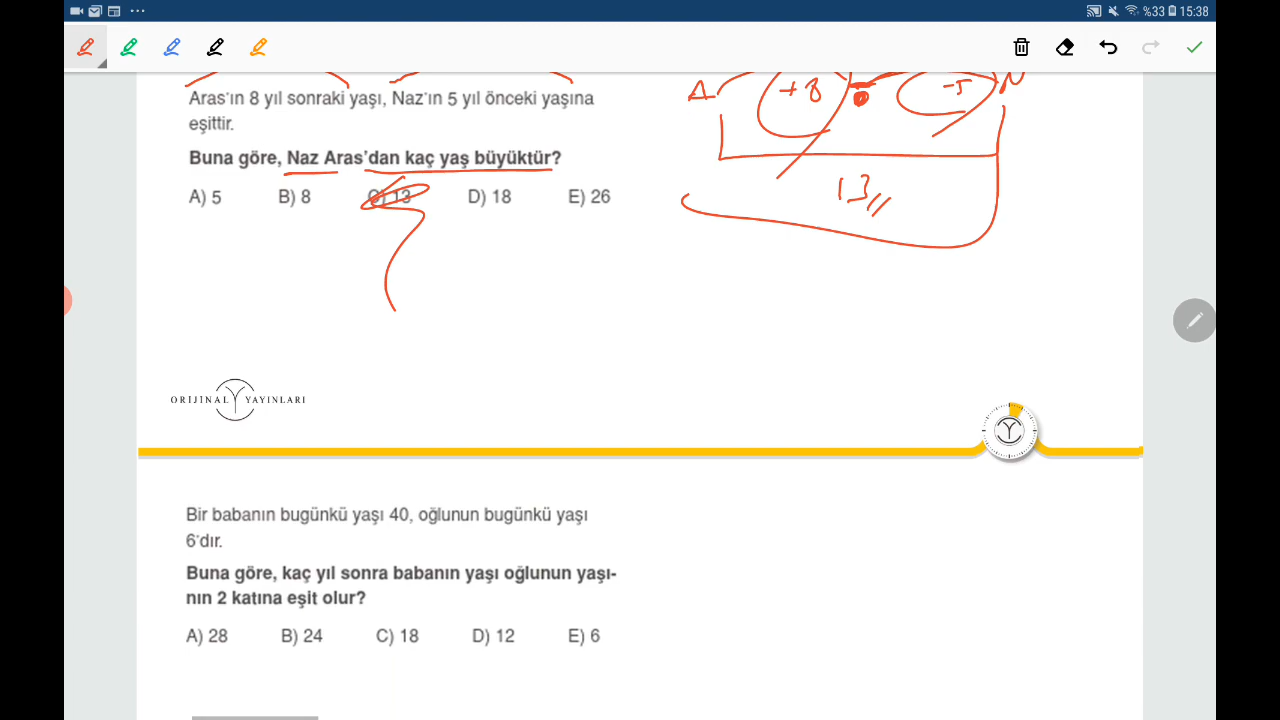 %33 15:38
Aras'ın 8 yıl sonraki yaşı, Naz'ın 5 yıl önceki yaşına
eşittir.
Buna göre, Naz Aras'dan kaç yaş büyüktür?
A) 5 B) 8 C) 13 D) 18 E) 26
A +8 -5 N
13
ORIJINAL YAYINLARI
Bir babanın bugünkü yaşı 40, oğlunun bugünkü yaşı
6'dır.
Buna göre, kaç yıl sonra babanın yaşı oğlunun yaşı-
nın 2 katına eşit olur?
A) 28 B) 24 C) 18 D) 12 E) 6